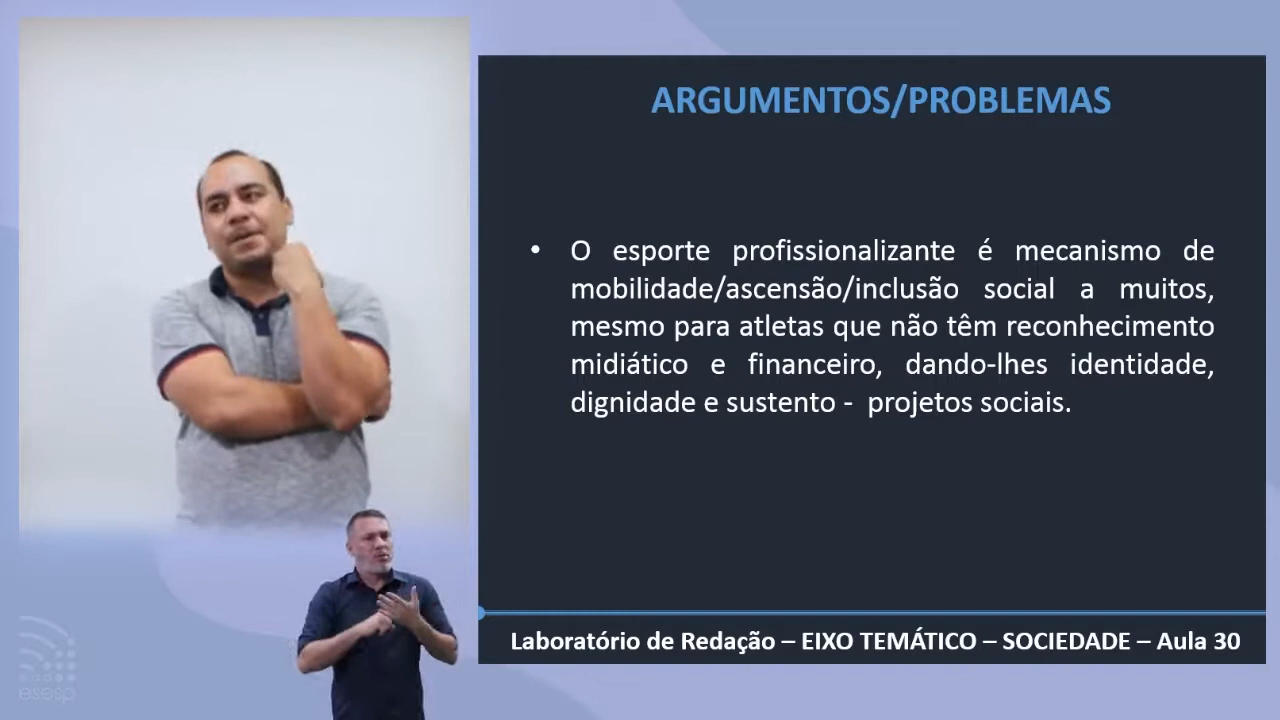 ARGUMENTOS/PROBLEMAS
• O esporte profissionalizante é mecanismo de
mobilidade/ascensão/inclusão social a muitos,
mesmo para atletas que não têm reconhecimento
midiático e financeiro, dando-lhes identidade,
dignidade e sustento - projetos sociais.
Laboratório de Redação – EIXO TEMÁTICO – SOCIEDADE – Aula 30
esesp